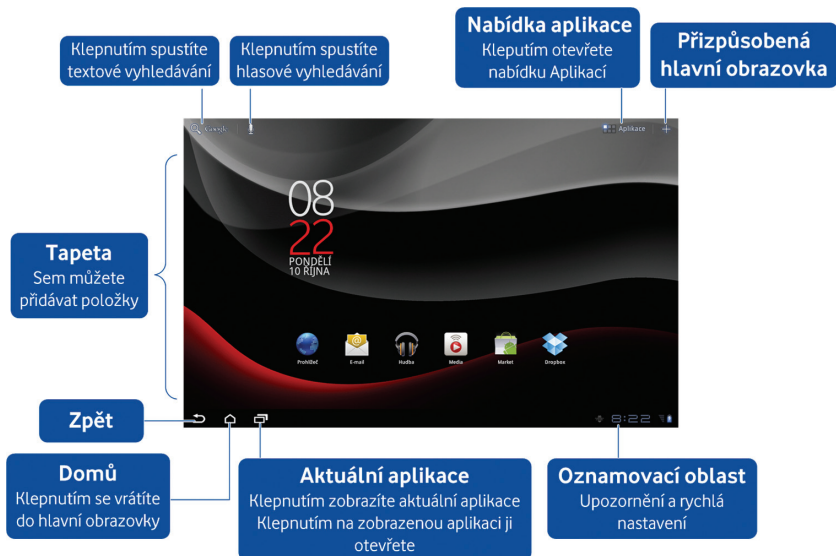 Klepnutím spustíte
textové vyhledávání
Klepnutím spustíte
hlasové vyhledávání
Nabídka aplikace
Kleputím otevřete
nabídku Aplikací
Přizpůsobená
hlavní obrazovka
Google
Aplikace
08
22
PONDĚLÍ
10 ŘÍJNA
Tapeta
Sem můžete
přidávat položky
Prohlížeč
E-mail
Hudba
Media
Market
Dropbox
8:22
Zpět
Domů
Klepnutím se vrátíte
do hlavní obrazovky
Aktuální aplikace
Klepnutím zobrazíte aktuální aplikace
Klepnutím na zobrazenou aplikaci ji
otevřete
Oznamovací oblast
Upozornění a rychlá
nastavení